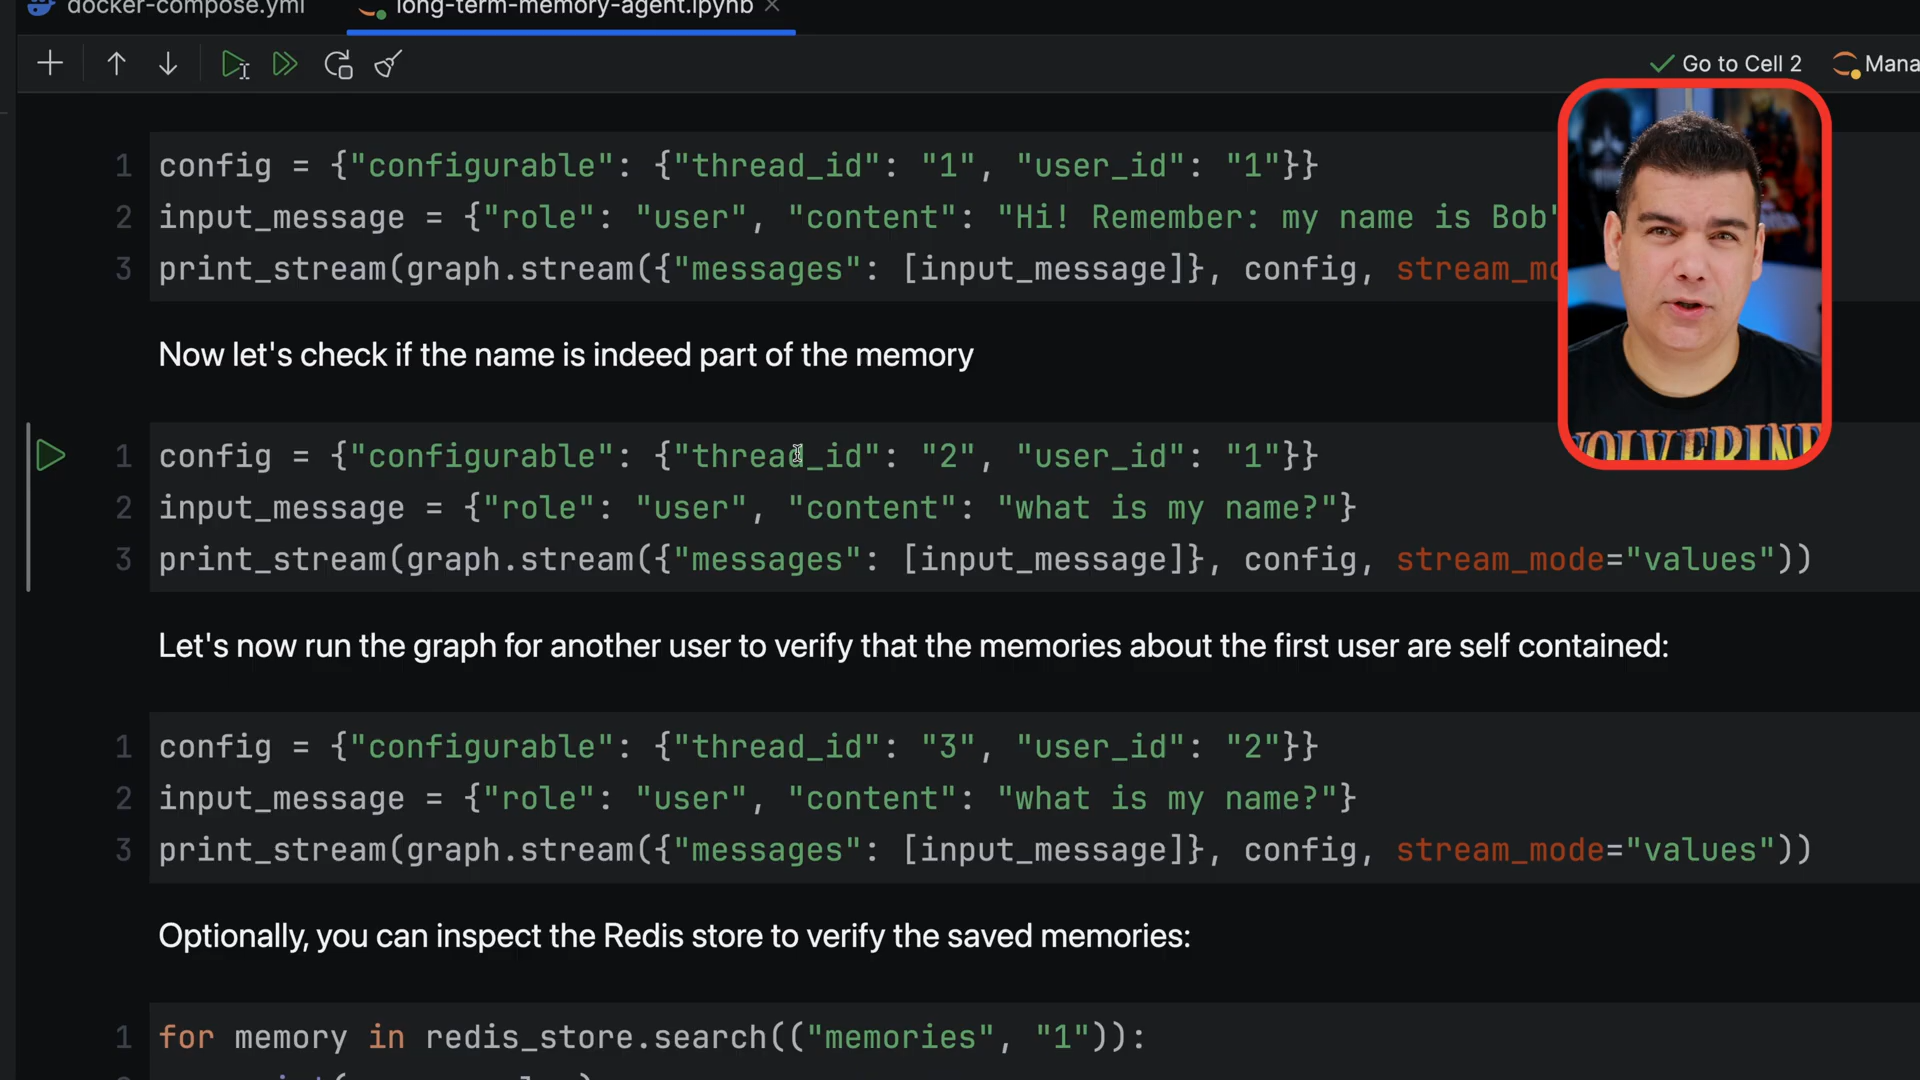 docker-compose.yml
long-term-memory-agent.ipynb
Go to Cell 2
Mana
1 config = {"configurable": {"thread_id": "1", "user_id": "1"}}
2 input_message = {"role": "user", "content": "Hi! Remember: my name is Bob"
3 print_stream(graph.stream({"messages": [input_message]}, config, stream_mo
Now let's check if the name is indeed part of the memory
1 config = {"configurable": {"thread_id": "2", "user_id": "1"}}
2 input_message = {"role": "user", "content": "what is my name?"}
3 print_stream(graph.stream({"messages": [input_message]}, config, stream_mode="values"))
Let's now run the graph for another user to verify that the memories about the first user are self contained:
1 config = {"configurable": {"thread_id": "3", "user_id": "2"}}
2 input_message = {"role": "user", "content": "what is my name?"}
3 print_stream(graph.stream({"messages": [input_message]}, config, stream_mode="values"))
Optionally, you can inspect the Redis store to verify the saved memories:
1 for memory in redis_store.search(("memories", "1")):
WOLVERINE